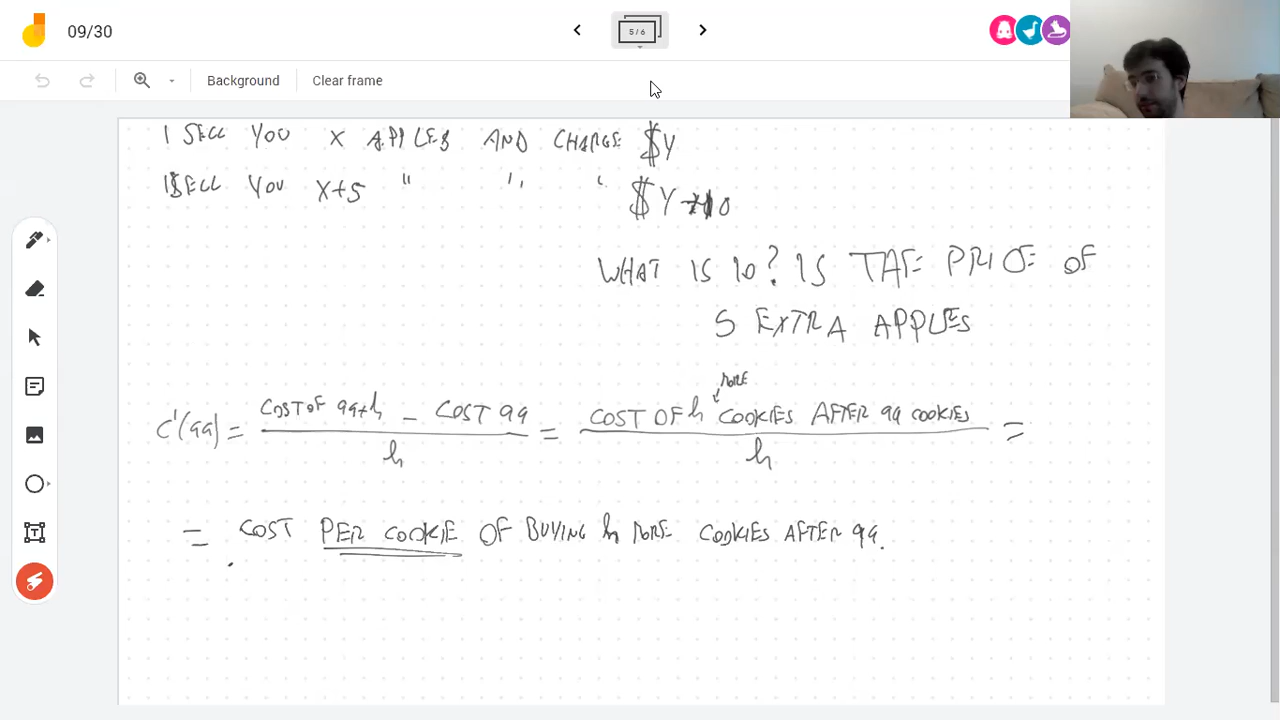 09/30
5 / 6
Background
Clear frame
I SELL YOU X APPLES AND CHARGE $Y
I SELL YOU X+5 " " " $Y+10
WHAT IS 10? IS THE PRICE OF
5 EXTRA APPLES
MORE
C'(99) = COST OF 99+h - COST 99 / h = COST OF h COOKIES AFTER 99 COOKIES / h =
= COST PER COOKIE OF BUYING h MORE COOKIES AFTER 99.